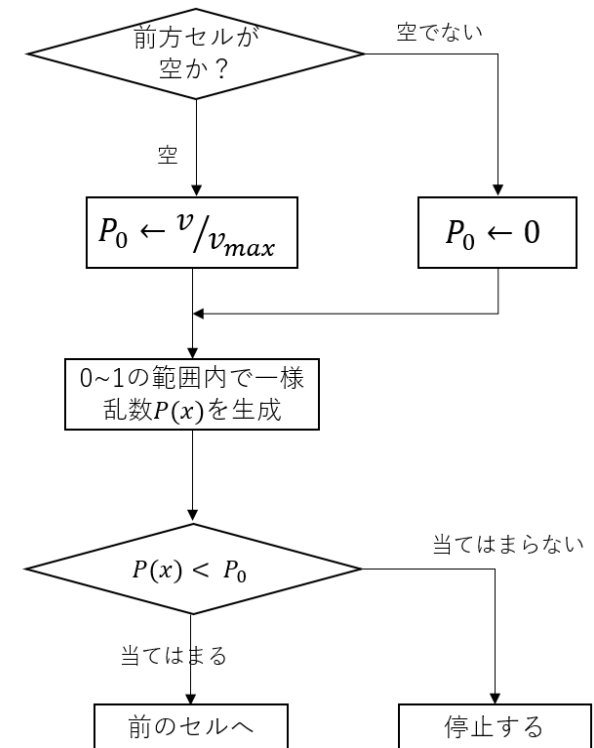 前方セルが
空か？
空でない
空
P₀ ← v/vₘₐₓ
P₀ ← 0
0~1の範囲内で一様
乱数P(x)を生成
P(x) < P₀
当てはまらない
当てはまる
前のセルへ
停止する